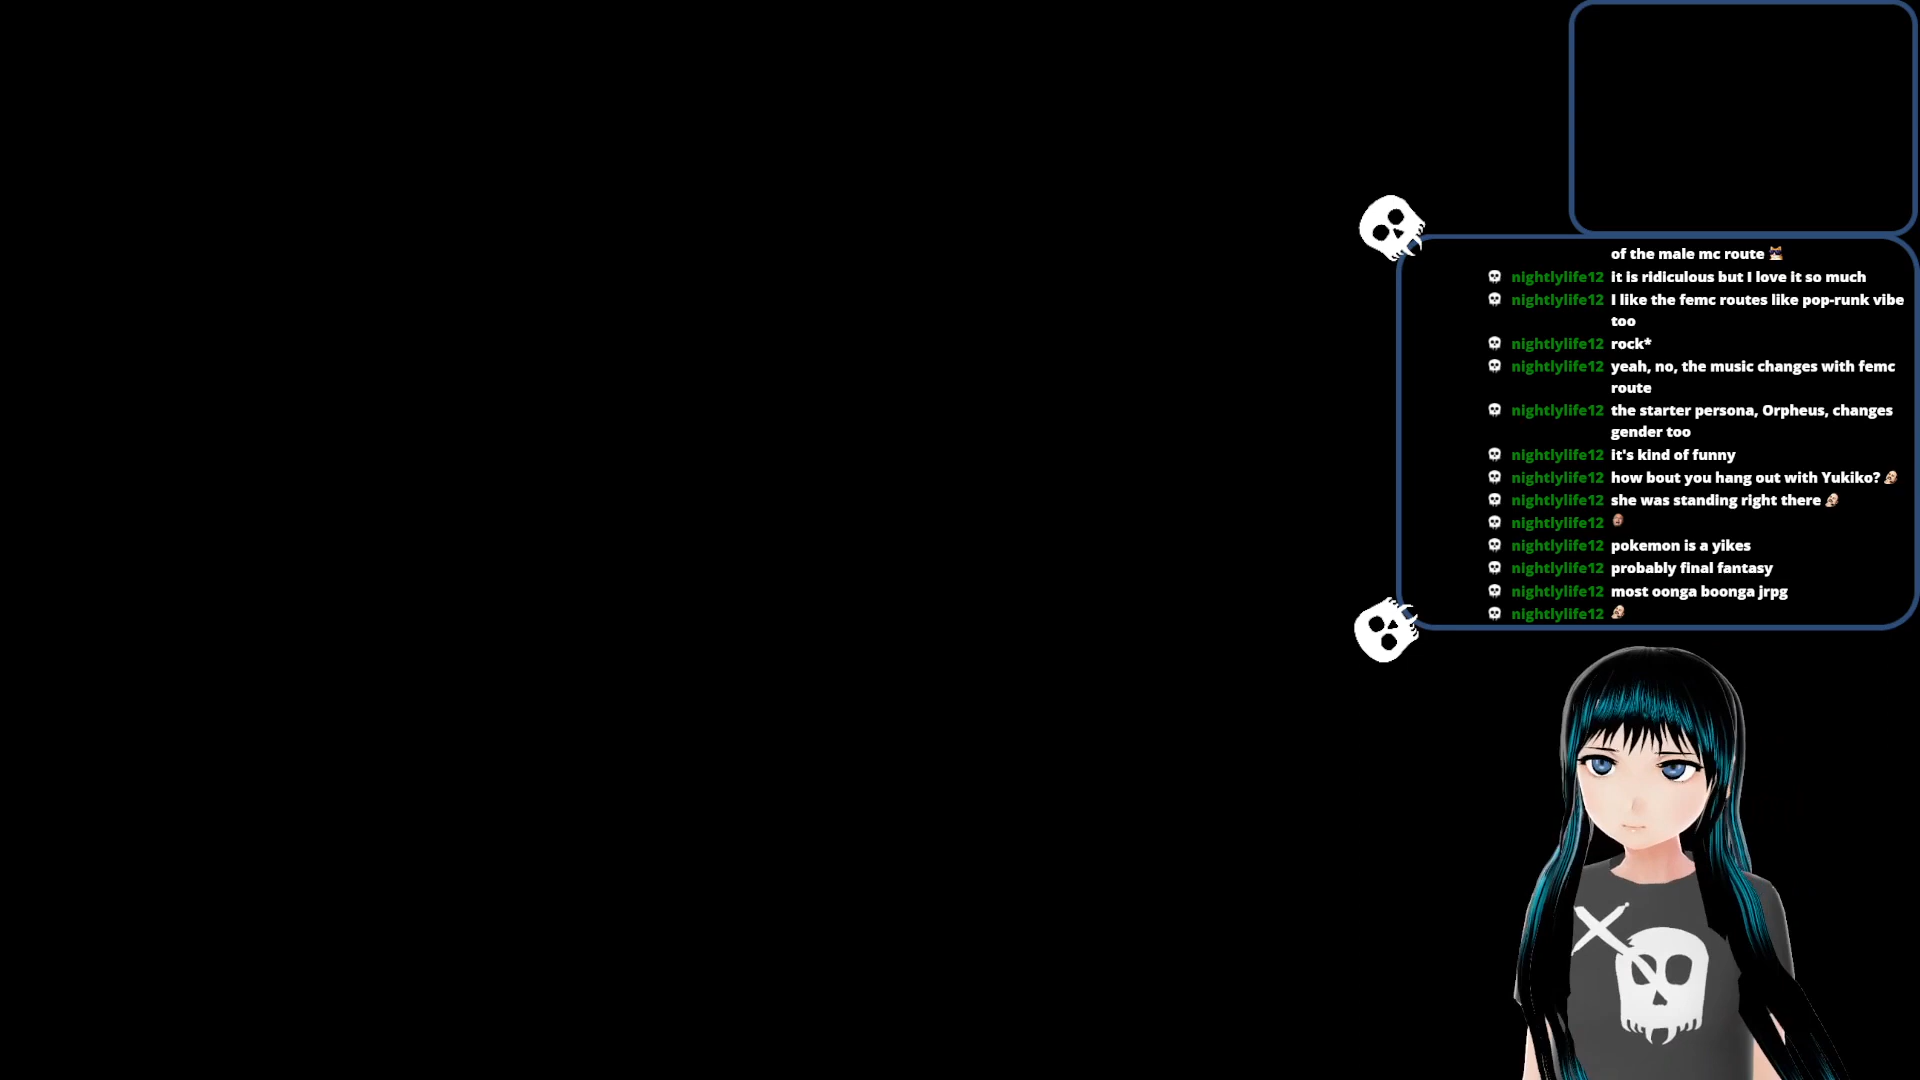 of the male mc route
nightlylife12 it is ridiculous but I love it so much
nightlylife12 I like the femc routes like pop-runk vibe
too
nightlylife12 rock*
nightlylife12 yeah, no, the music changes with femc
route
nightlylife12 the starter persona, Orpheus, changes
gender too
nightlylife12 it's kind of funny
nightlylife12 how bout you hang out with Yukiko?
nightlylife12 she was standing right there
nightlylife12
nightlylife12 pokemon is a yikes
nightlylife12 probably final fantasy
nightlylife12 most oonga boonga jrpg
nightlylife12